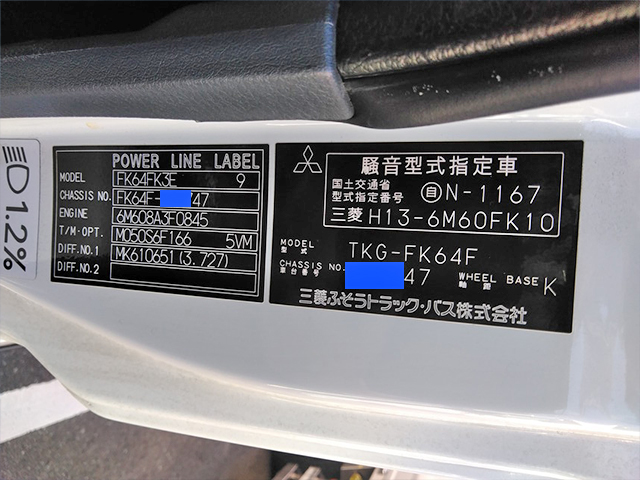 1.2%
POWER LINE LABEL
MODEL FK64FK3E 9
CHASSIS NO. FK64F- 47
ENGINE 6M608A3F0845
T/M・OPT. M050S6F166 5VM
DIFF.NO.1 MK610651(3.727)
DIFF.NO.2
騒音型式指定車
国土交通省
型式指定番号 自N-1167
三菱 H13-6M60FK10
MODEL
型式 TKG-FK64F
CHASSIS NO. 47 WHEEL BASE K
車台番号 軸距
三菱ふそうトラック・バス株式会社